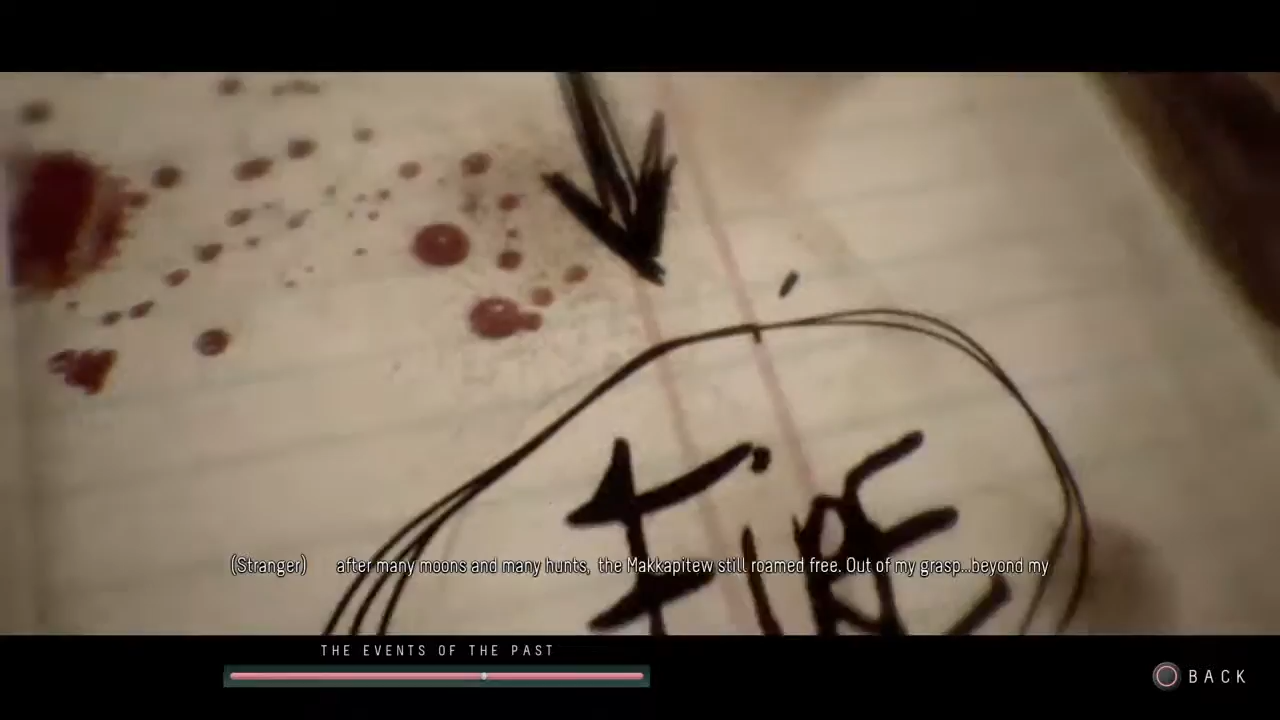 FIRE
(Stranger) after many moons and many hunts, the Makkapitew still roamed free. Out of my grasp...beyond my
THE EVENTS OF THE PAST
BACK